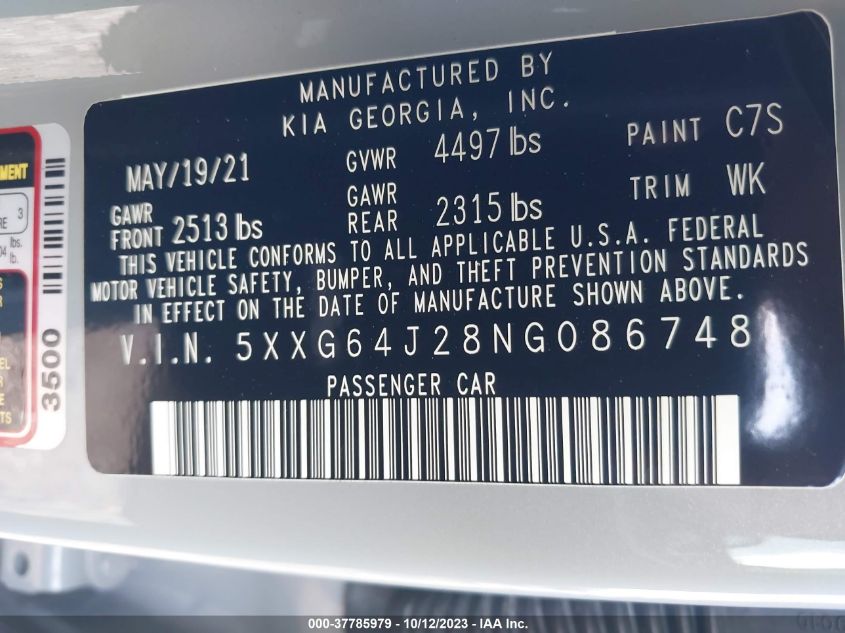 MANUFACTURED BY
KIA GEORGIA, INC.
MAY/19/21 GVWR 4497 lbs PAINT C7S
GAWR FRONT 2513 lbs GAWR REAR 2315 lbs TRIM WK
THIS VEHICLE CONFORMS TO ALL APPLICABLE U.S.A. FEDERAL
MOTOR VEHICLE SAFETY, BUMPER, AND THEFT PREVENTION STANDARDS
IN EFFECT ON THE DATE OF MANUFACTURE SHOWN ABOVE.
V.I.N. 5XXG64J28NG086748
PASSENGER CAR
3500
3
lbs.
lb.
000-37785979 - 10/12/2023 - IAA Inc.